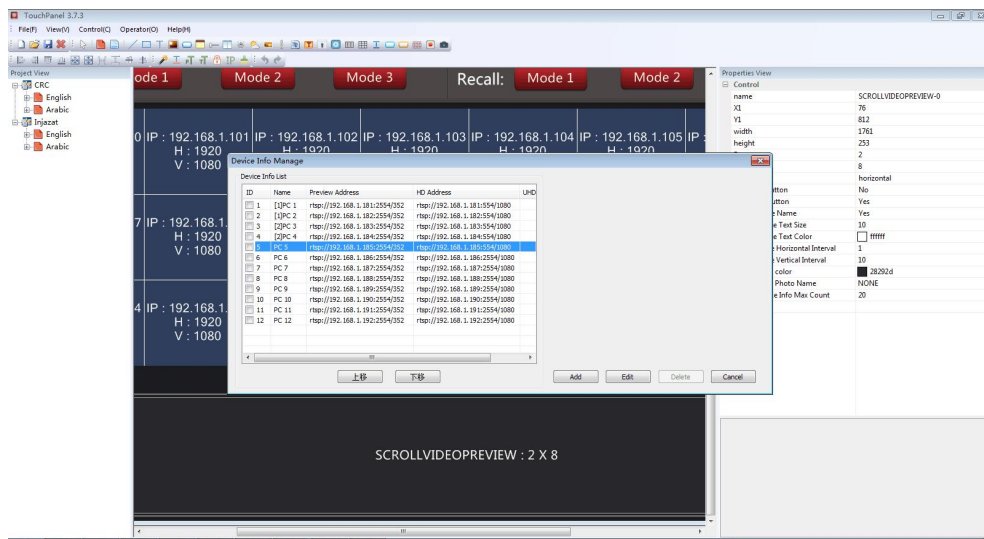 TouchPanel 3.7.3
File(F) View(V) Control(C) Operator(O) Help(H)
Project View
CRC
English
Arabic
Injazat
English
Arabic
ode 1 Mode 2 Mode 3 Recall: Mode 1 Mode 2
0 IP : 192.168.1.101 IP : 192.168.1.102 IP : 192.168.1.103 IP : 192.168.1.104 IP : 192.168.1.105 IP :
H : 1920 H : 1920 H : 1920 H : 1920 H : 1920
V : 1080
7 IP : 192.168.1.
H : 1920
V : 1080
4 IP : 192.168.1.
H : 1920
V : 1080
SCROLLVIDEOPREVIEW : 2 X 8
Device Info Manage
Device Info List
ID Name Preview Address HD Address UHD
1 [1]PC 1 rtsp://192.168.1.181:2554/352 rtsp://192.168.1.181:554/1080
2 [1]PC 2 rtsp://192.168.1.182:2554/352 rtsp://192.168.1.182:554/1080
3 [2]PC 3 rtsp://192.168.1.183:2554/352 rtsp://192.168.1.183:554/1080
4 [2]PC 4 rtsp://192.168.1.184:2554/352 rtsp://192.168.1.184:554/1080
5 PC 5 rtsp://192.168.1.185:2554/352 rtsp://192.168.1.185:554/1080
6 PC 6 rtsp://192.168.1.186:2554/352 rtsp://192.168.1.186:2554/1080
7 PC 7 rtsp://192.168.1.187:2554/352 rtsp://192.168.1.187:2554/1080
8 PC 8 rtsp://192.168.1.188:2554/352 rtsp://192.168.1.188:2554/1080
9 PC 9 rtsp://192.168.1.189:2554/352 rtsp://192.168.1.189:2554/1080
10 PC 10 rtsp://192.168.1.190:2554/352 rtsp://192.168.1.190:2554/1080
11 PC 11 rtsp://192.168.1.191:2554/352 rtsp://192.168.1.191:2554/1080
12 PC 12 rtsp://192.168.1.192:2554/352 rtsp://192.168.1.192:2554/1080
上移 下移 Add Edit Delete Cancel
Properties View
Control
name SCROLLVIDEOPREVIEW-0
X1 76
Y1 812
width 1761
height 253
2
8
horizontal
tton No
utton Yes
e Name Yes
e Text Size 10
e Text Color ffffff
e Horizontal Interval 1
e Vertical Interval 10
color 28292d
Photo Name NONE
e Info Max Count 20